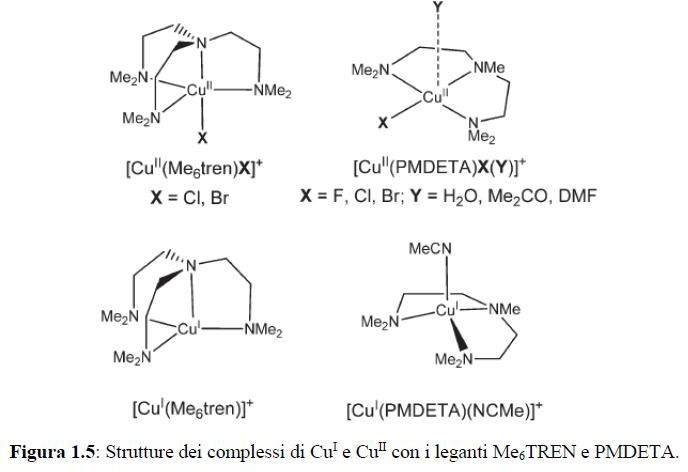 Y
N
Me₂N
Cuᴵᴵ
NMe₂
Me₂N
X
Me₂N
NMe
Cuᴵᴵ
X
N
Me₂
[Cuᴵᴵ(Me₆tren)X]⁺
X = Cl, Br
[Cuᴵᴵ(PMDETA)X(Y)]⁺
X = F, Cl, Br; Y = H₂O, Me₂CO, DMF
N
Me₂N
Cuᴵ
NMe₂
Me₂N
MeCN
Cuᴵ
NMe
Me₂N
Me₂N
[Cuᴵ(Me₆tren)]⁺
[Cuᴵ(PMDETA)(NCMe)]⁺
Figura 1.5: Strutture dei complessi di Cuᴵ e Cuᴵᴵ con i leganti Me₆TREN e PMDETA.